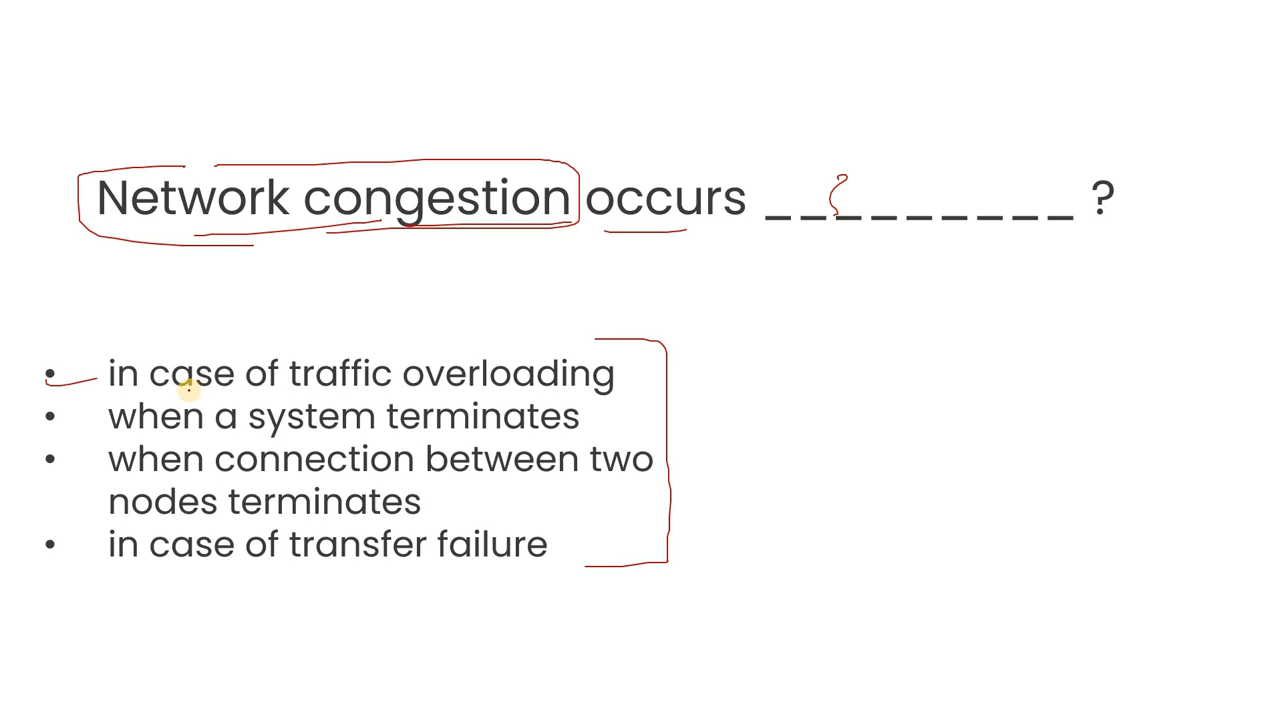 Network congestion occurs _ _ _ _ _ _ _ _ _ ?
• in case of traffic overloading
• when a system terminates
• when connection between two
nodes terminates
• in case of transfer failure